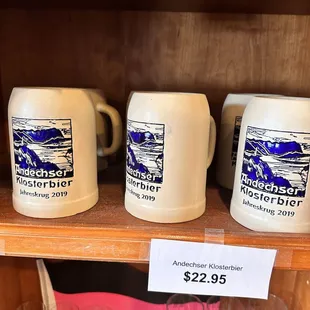 Andechser
Klosterbier
Jahreskrug 2019
Andechser
Klosterbier
Jahreskrug 2019
Andechser
Klosterbier
Jahreskrug 2019
Andechser Klosterbier
$22.95